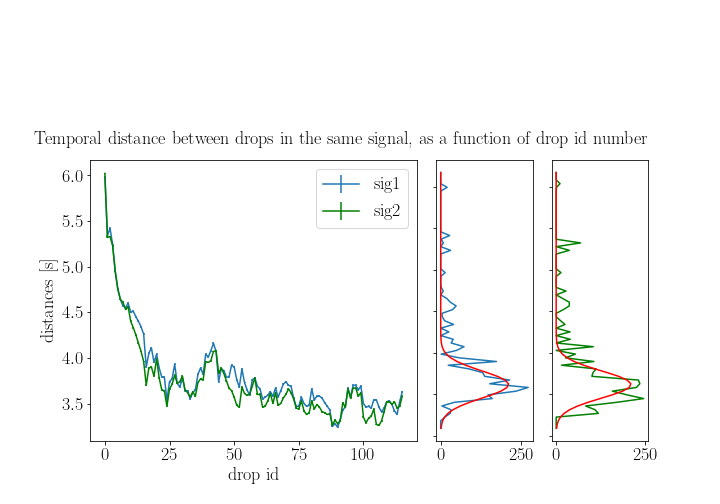 Temporal distance between drops in the same signal, as a function of drop id number
6.0
5.5
5.0
4.5
4.0
3.5
distances [s]
sig1
sig2
0 25 50 75 100
0 250
0 250
drop id